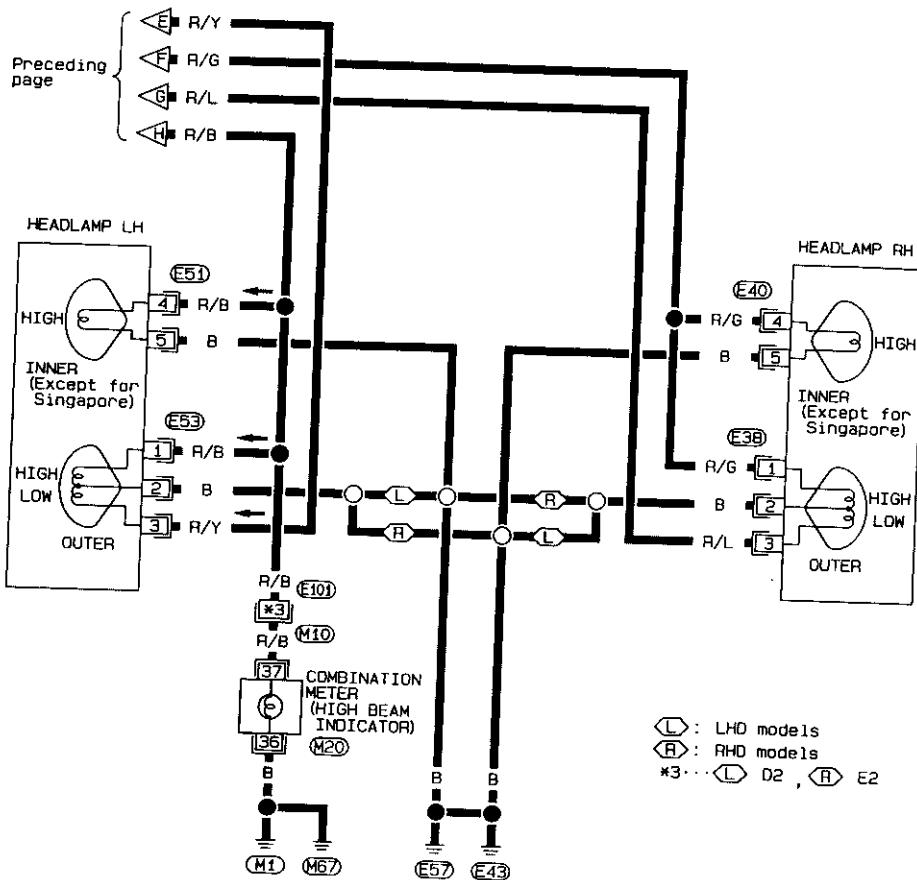 Preceding
page
E R/Y
F R/G
G R/L
H R/B
HEADLAMP LH
HIGH
INNER
(Except for
Singapore)
E51
4 R/B
5 B
E53
1 R/B
2 B
3 R/Y
HIGH
LOW
OUTER
L
R
R
L
HEADLAMP RH
E40
R/G 4
B 5
HIGH
INNER
(Except for
Singapore)
E38
R/G 1
B 2
R/L 3
HIGH
LOW
OUTER
R/B E101
*3
R/B M10
37
COMBINATION
METER
(HIGH BEAM
INDICATOR)
36 M20
B
M1 M67
B B
E57 E43
L : LHD models
R : RHD models
*3··· L D2 , R E2